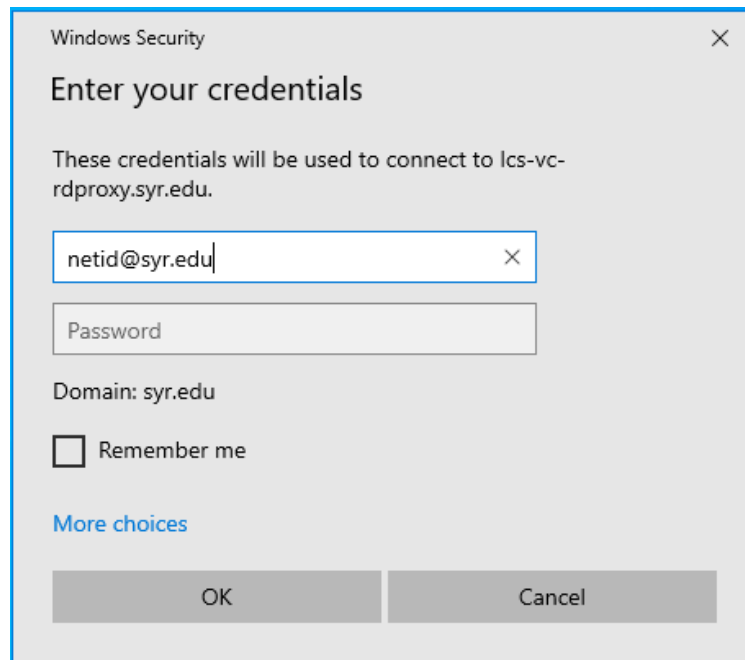 Windows Security
Enter your credentials
These credentials will be used to connect to lcs-vc-
rdproxy.syr.edu.
netid@syr.edu
Password
Domain: syr.edu
Remember me
More choices
OK
Cancel